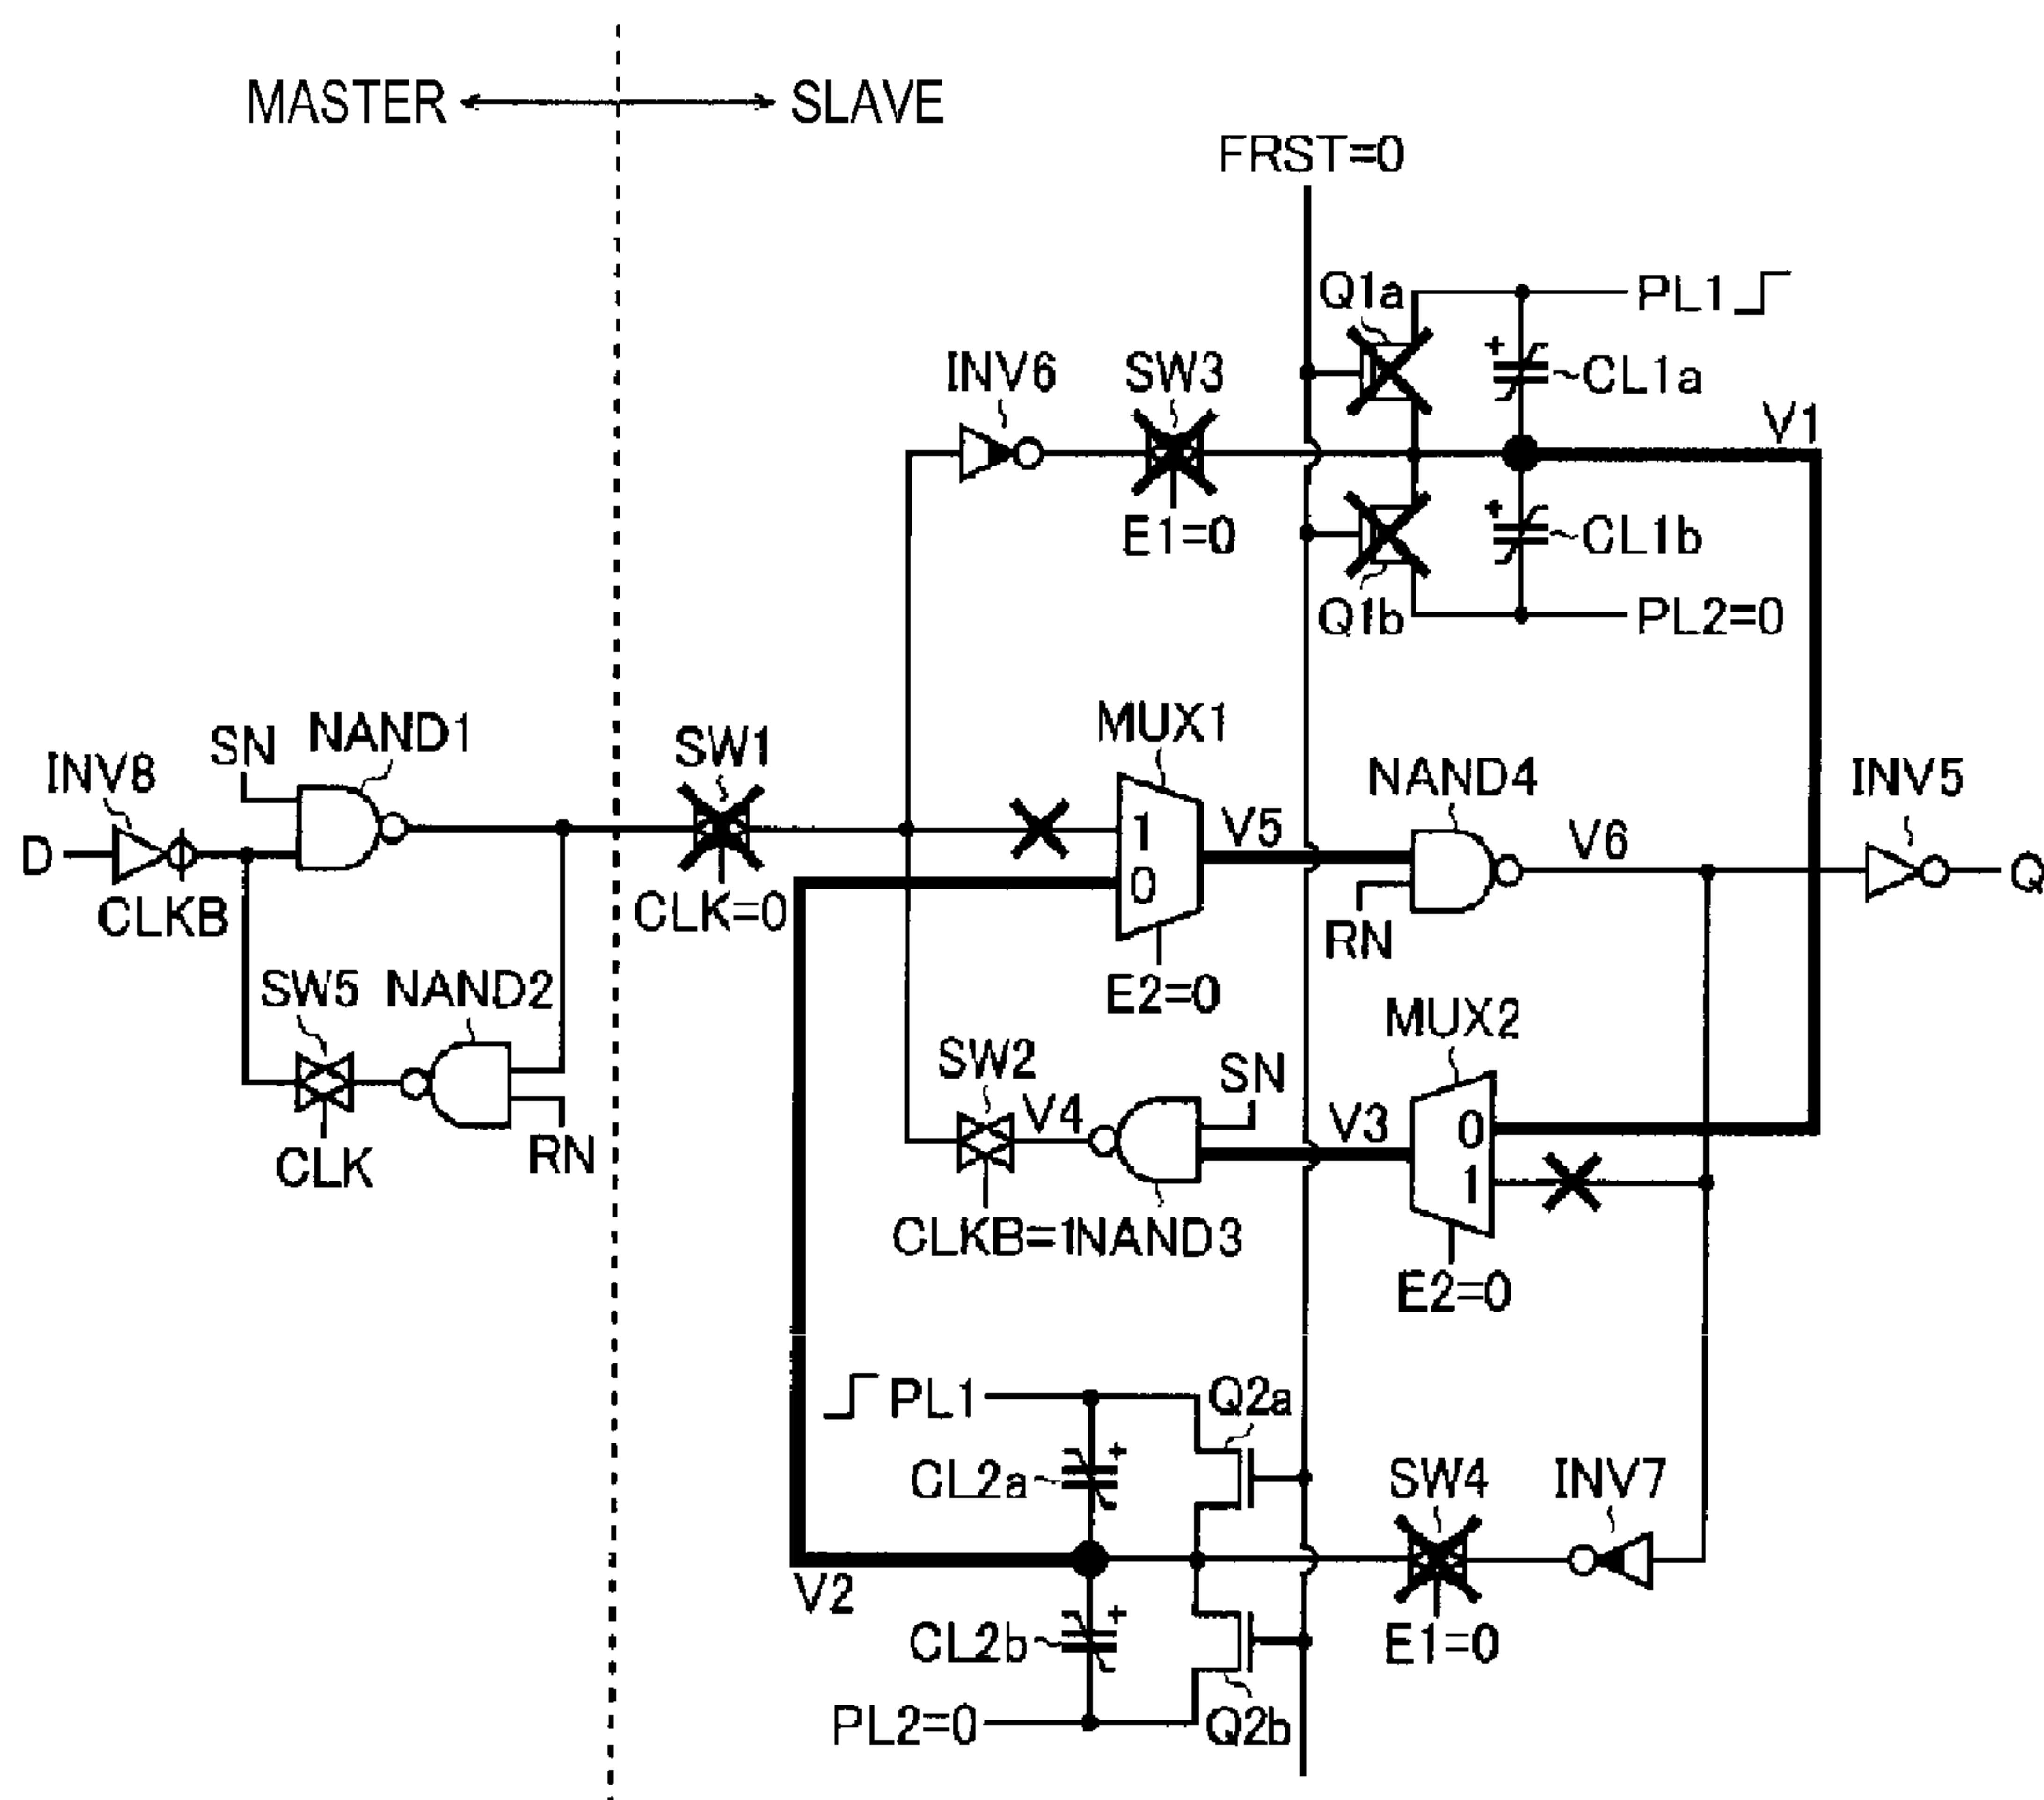 MASTER SLAVE
FRST=0
Q1a
PL1
INV6
SW3
CL1a
V1
E1=0
CL1b
Q1b
PL2=0
MUX1
SN
NAND1
SW1
INV8
NAND4
INV5
1
V5
V6
D
0
Q
CLKB
CLK=0
RN
E2=0
SW5
NAND2
MUX2
SW2
SN
V4
V3
0
RN
CLK
1
CLKB=1
NAND3
E2=0
PL1
Q2a
CL2a
SW4
INV7
V2
CL2b
E1=0
PL2=0
Q2b